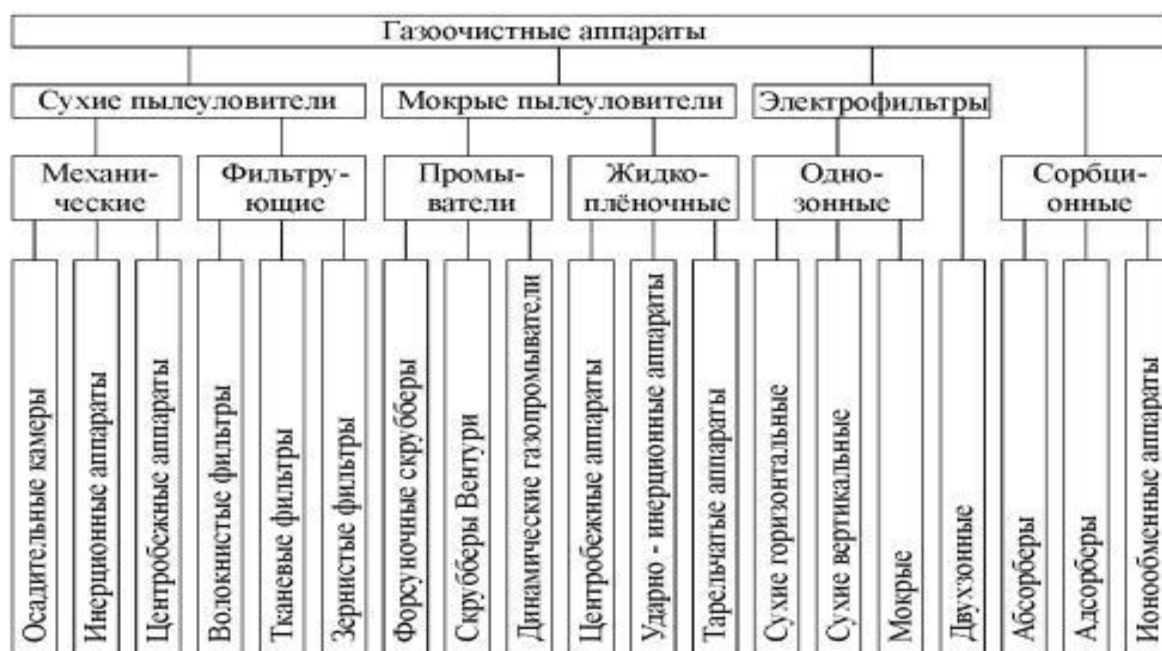 Газоочистные аппараты
Сухие пылеуловители
Мокрые пылеуловители
Электрофильтры
Механи-
ческие
Фильтру-
ющие
Промы-
ватели
Жидко-
плёночные
Одно-
зонные
Сорбци-
онные
Осадительные камеры
Инерционные аппараты
Центробежные аппараты
Волокнистые фильтры
Тканевые фильтры
Зернистые фильтры
Форсуночные скрубберы
Скрубберы Вентури
Динамические газопромыватели
Центробежные аппараты
Ударно - инерционные аппараты
Тарельчатые аппараты
Сухие горизонтальные
Сухие вертикальные
Мокрые
Двухзонные
Абсорберы
Адсорберы
Ионообменные аппараты